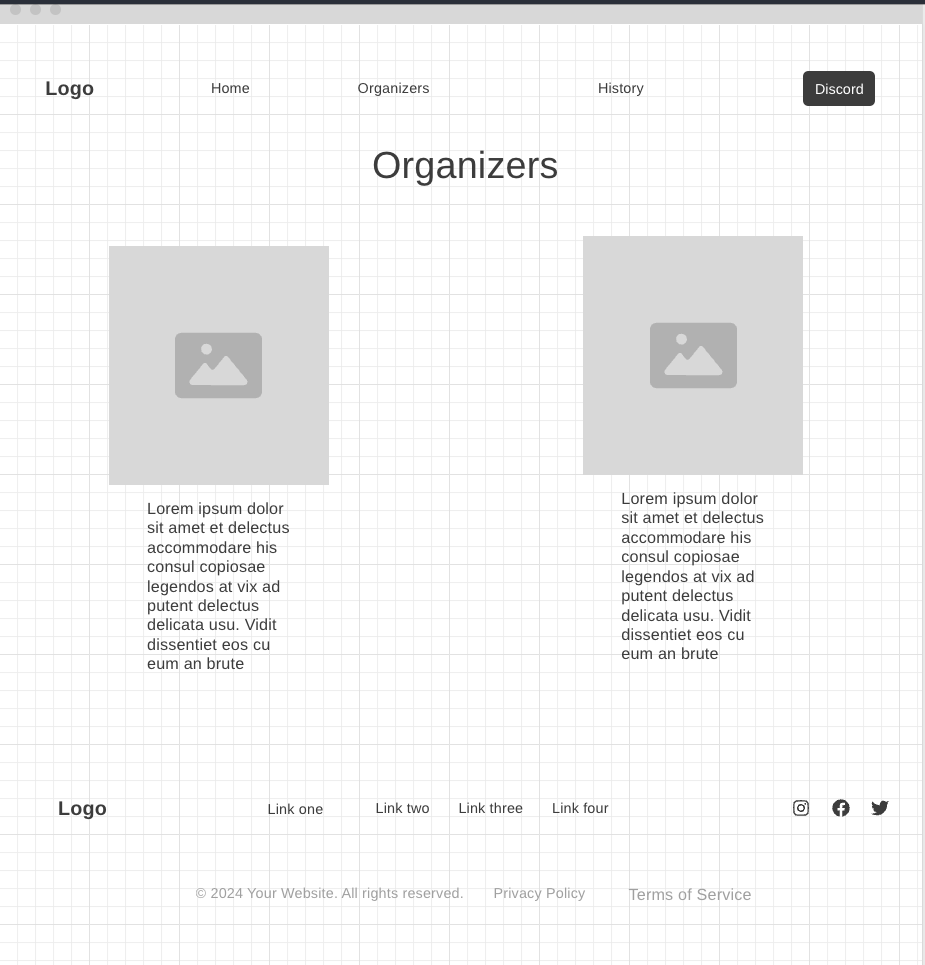 Logo
Home
Organizers
History
Discord
Organizers
Lorem ipsum dolor
sit amet et delectus
accommodare his
consul copiosae
legendos at vix ad
putent delectus
delicata usu. Vidit
dissentiet eos cu
eum an brute
Lorem ipsum dolor
sit amet et delectus
accommodare his
consul copiosae
legendos at vix ad
putent delectus
delicata usu. Vidit
dissentiet eos cu
eum an brute
Logo
Link one
Link two
Link three
Link four
© 2024 Your Website. All rights reserved.
Privacy Policy
Terms of Service